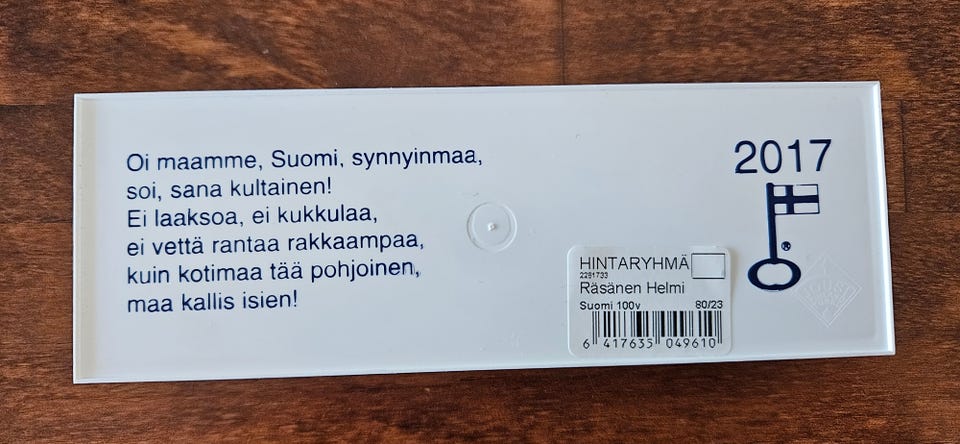 Oi maamme, Suomi, synnyinmaa,
soi, sana kultainen!
Ei laaksoa, ei kukkulaa,
ei vettä rantaa rakkaampaa,
kuin kotimaa tää pohjoinen,
maa kallis isien!
2017
®
HINTARYHMÄ
2281733
Räsänen Helmi
Suomi 100v 80/23
6 417635 049610